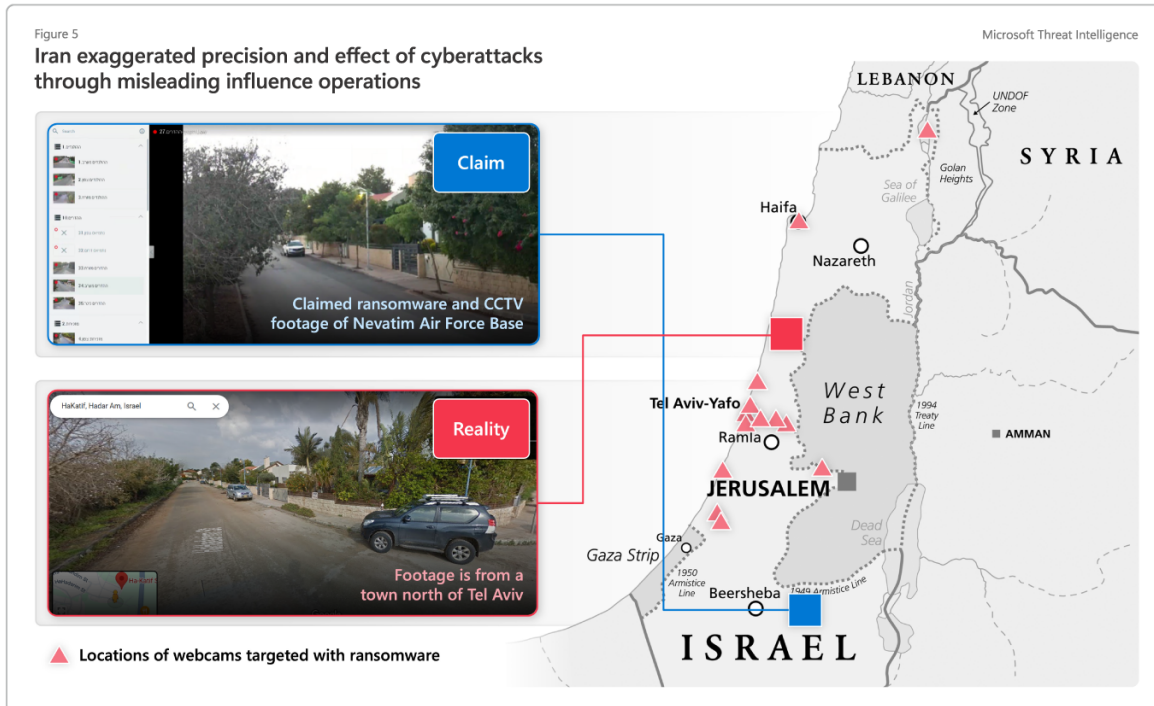 Figure 5
Microsoft Threat Intelligence
Iran exaggerated precision and effect of cyberattacks
through misleading influence operations
Search
Claim
Claimed ransomware and CCTV
footage of Nevatim Air Force Base
HaKatif, Hadar Am, Israel
Reality
Footage is from a
town north of Tel Aviv
Locations of webcams targeted with ransomware
LEBANON
UNDOF
Zone
SYRIA
Golan
Heights
Sea of
Galilee
Haifa
Nazareth
Jordan
West
Bank
Tel Aviv-Yafo
Ramla
1994
Treaty
Line
AMMAN
JERUSALEM
Dead
Sea
Gaza
Gaza Strip
1950
Armistice
Line
1949 Armistice Line
Beersheba
ISRAEL